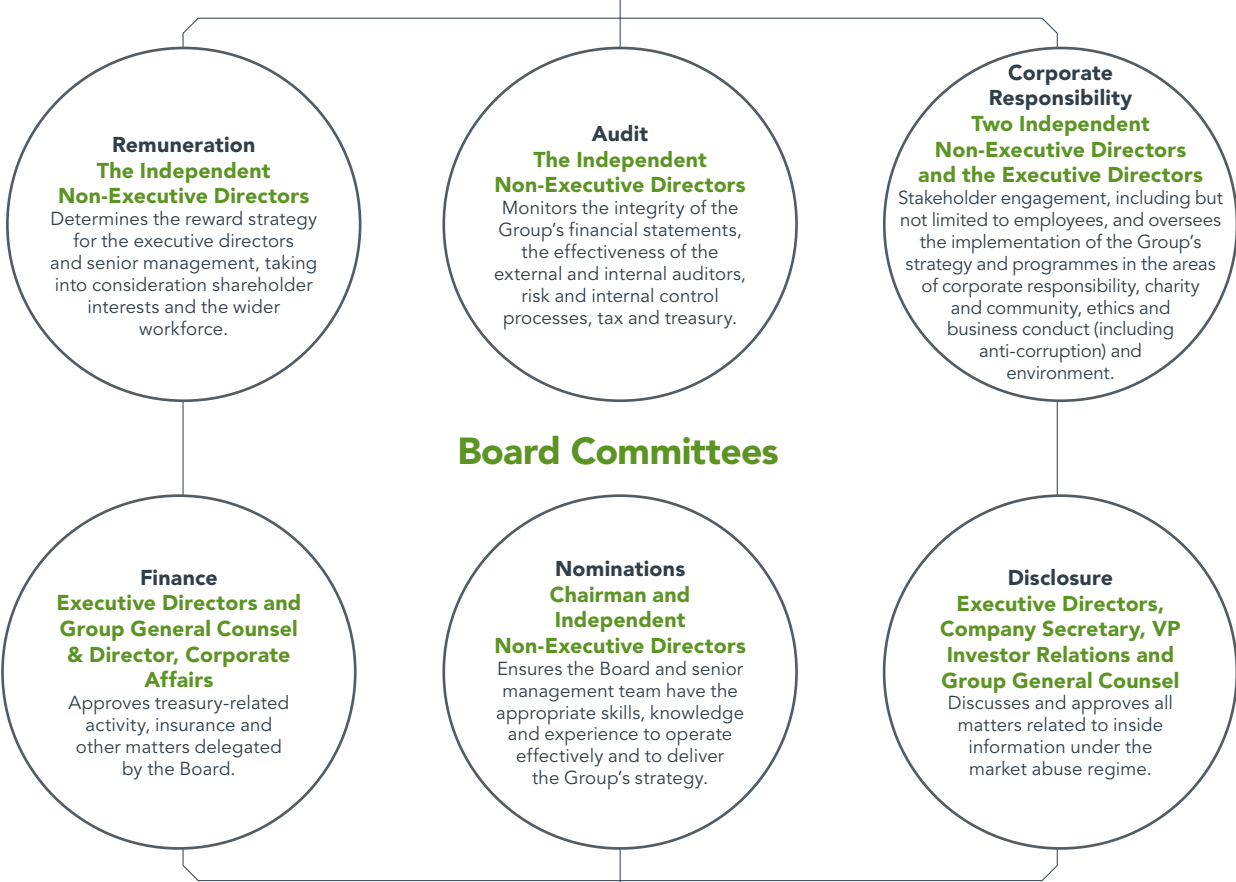 Remuneration
The Independent
Non-Executive Directors
Determines the reward strategy
for the executive directors
and senior management, taking
into consideration shareholder
interests and the wider
workforce.
Audit
The Independent
Non-Executive Directors
Monitors the integrity of the
Group's financial statements,
the effectiveness of the
external and internal auditors,
risk and internal control
processes, tax and treasury.
Corporate
Responsibility
Two Independent
Non-Executive Directors
and the Executive Directors
Stakeholder engagement, including but
not limited to employees, and oversees
the implementation of the Group's
strategy and programmes in the areas
of corporate responsibility, charity
and community, ethics and
business conduct (including
anti-corruption) and
environment.
Board Committees
Finance
Executive Directors and
Group General Counsel
& Director, Corporate
Affairs
Approves treasury-related
activity, insurance and
other matters delegated
by the Board.
Nominations
Chairman and
Independent
Non-Executive Directors
Ensures the Board and senior
management team have the
appropriate skills, knowledge
and experience to operate
effectively and to deliver
the Group's strategy.
Disclosure
Executive Directors,
Company Secretary, VP
Investor Relations and
Group General Counsel
Discusses and approves all
matters related to inside
information under the
market abuse regime.